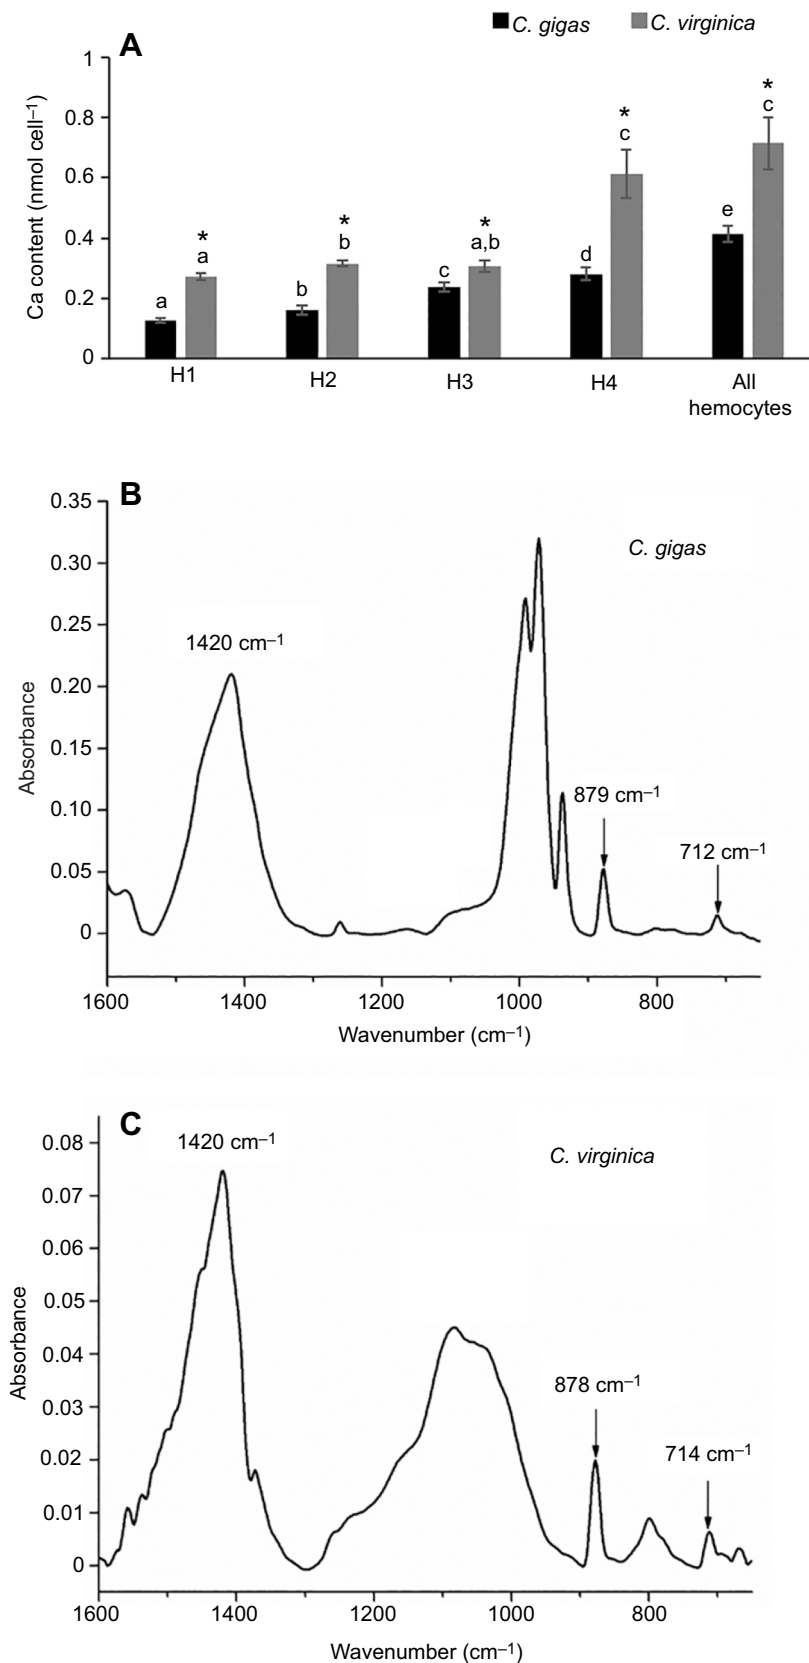 C. gigas C. virginica
A
1
0.8
0.6
0.4
0.2
0
Ca content (nmol cell⁻¹)
a
*
a
b
*
b
c
*
a,b
d
*
c
e
*
c
H1 H2 H3 H4 All
hemocytes
B
C. gigas
0.35
0.30
0.25
0.20
0.15
0.10
0.05
0
Absorbance
1420 cm⁻¹
879 cm⁻¹
712 cm⁻¹
1600 1400 1200 1000 800
Wavenumber (cm⁻¹)
C
C. virginica
0.08
0.07
0.06
0.05
0.04
0.03
0.02
0.01
0
Absorbance
1420 cm⁻¹
878 cm⁻¹
714 cm⁻¹
1600 1400 1200 1000 800
Wavenumber (cm⁻¹)